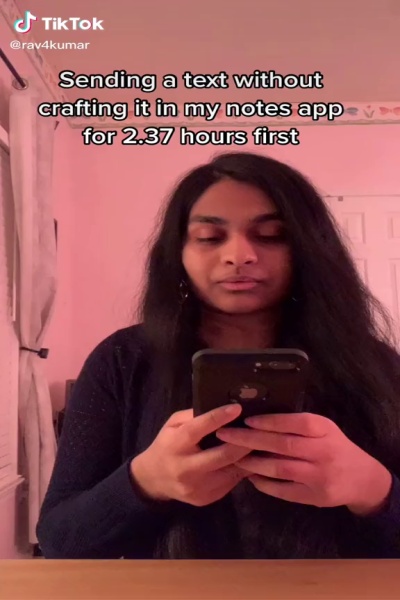 TikTok
@rav4kumar
Sending a text without
crafting it in my notes app
for 2.37 hours first